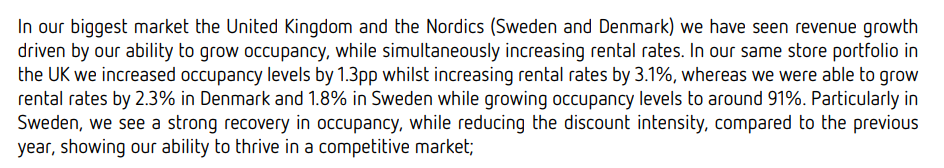 In our biggest market the United Kingdom and the Nordics (Sweden and Denmark) we have seen revenue growth
driven by our ability to grow occupancy, while simultaneously increasing rental rates. In our same store portfolio in
the UK we increased occupancy levels by 1.3pp whilst increasing rental rates by 3.1%, whereas we were able to grow
rental rates by 2.3% in Denmark and 1.8% in Sweden while growing occupancy levels to around 91%. Particularly in
Sweden, we see a strong recovery in occupancy, while reducing the discount intensity, compared to the previous
year, showing our ability to thrive in a competitive market;